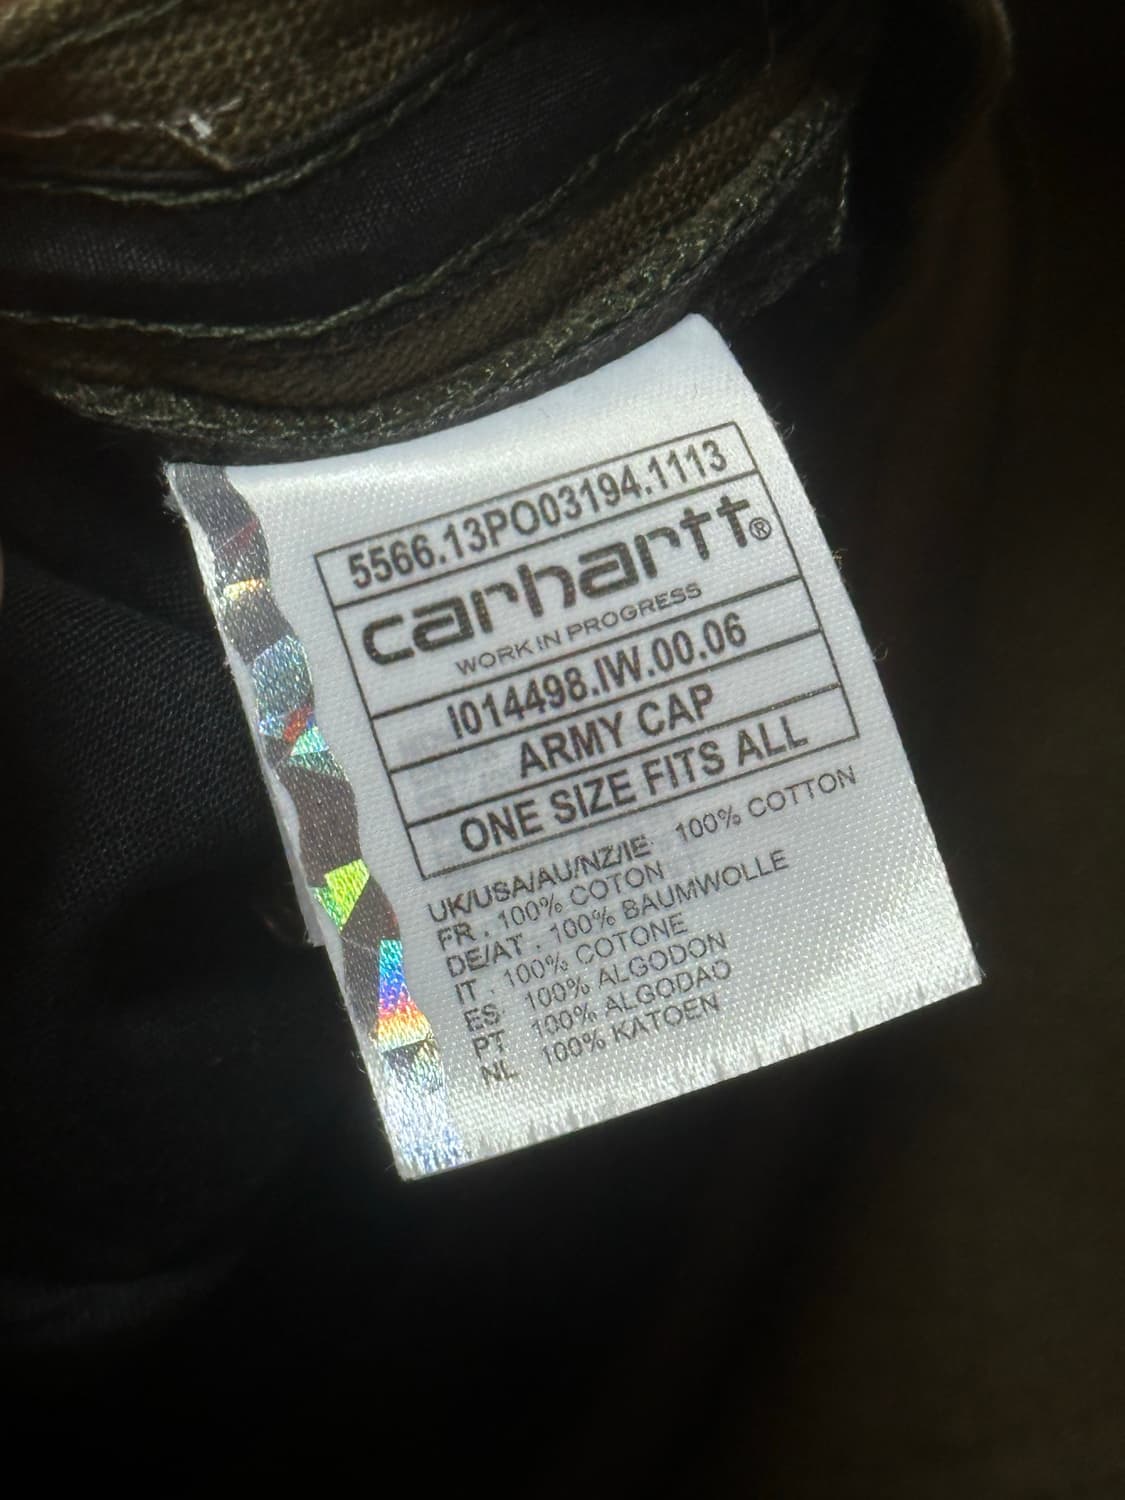 5566.13PO03194.1113
carhartt®
WORK IN PROGRESS
I014498.IW.00.06
ARMY CAP
ONE SIZE FITS ALL
UK/USA/AU/NZ/IE 100% COTTON
FR . 100% COTON
DE/AT . 100% BAUMWOLLE
IT . 100% COTONE
ES 100% ALGODON
PT 100% ALGODAO
NL 100% KATOEN